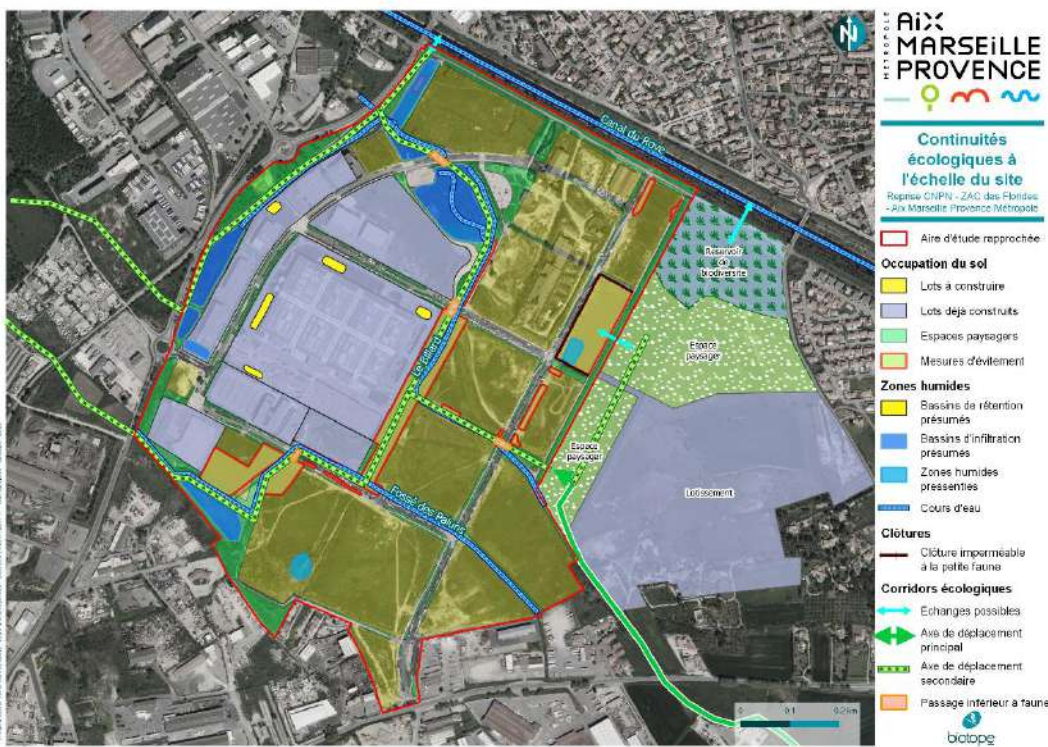 N
MÉTROPOLE
AiX
MARSEiLLE
PROVENCE
Continuités
écologiques à
l'échelle du site
Reprise CNPN - ZAC des Florides
- Aix Marseille Provence Métropole
Aire d'étude rapprochée
Occupation du sol
Lots à construire
Lots déjà construits
Espaces paysagers
Mesures d'évitement
Zones humides
Bassins de rétention
présumés
Bassins d'infiltration
présumés
Zones humides
pressenties
Cours d'eau
Clôtures
Clôture imperméable
à la petite faune
Corridors écologiques
Echanges possibles
Axe de déplacement
principal
Axe de déplacement
secondaire
Passage inférieur à faune
biotope
Canal du Rove
Réservoir
de
biodiversité
Espace
paysager
Le Billard
Espace
paysager
Lotissement
Fossé des Paluns
0 0.1 0.2 km